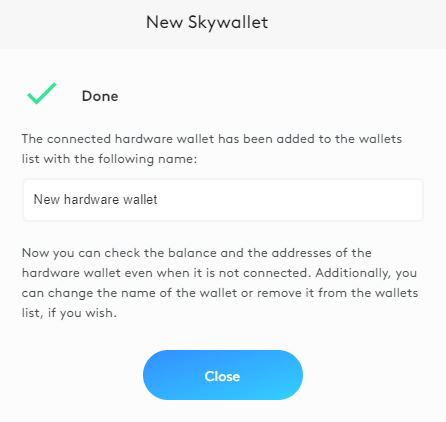 New Skywallet
Done
The connected hardware wallet has been added to the wallets
list with the following name:
New hardware wallet
Now you can check the balance and the addresses of the
hardware wallet even when it is not connected. Additionally, you
can change the name of the wallet or remove it from the wallets
list, if you wish.
Close